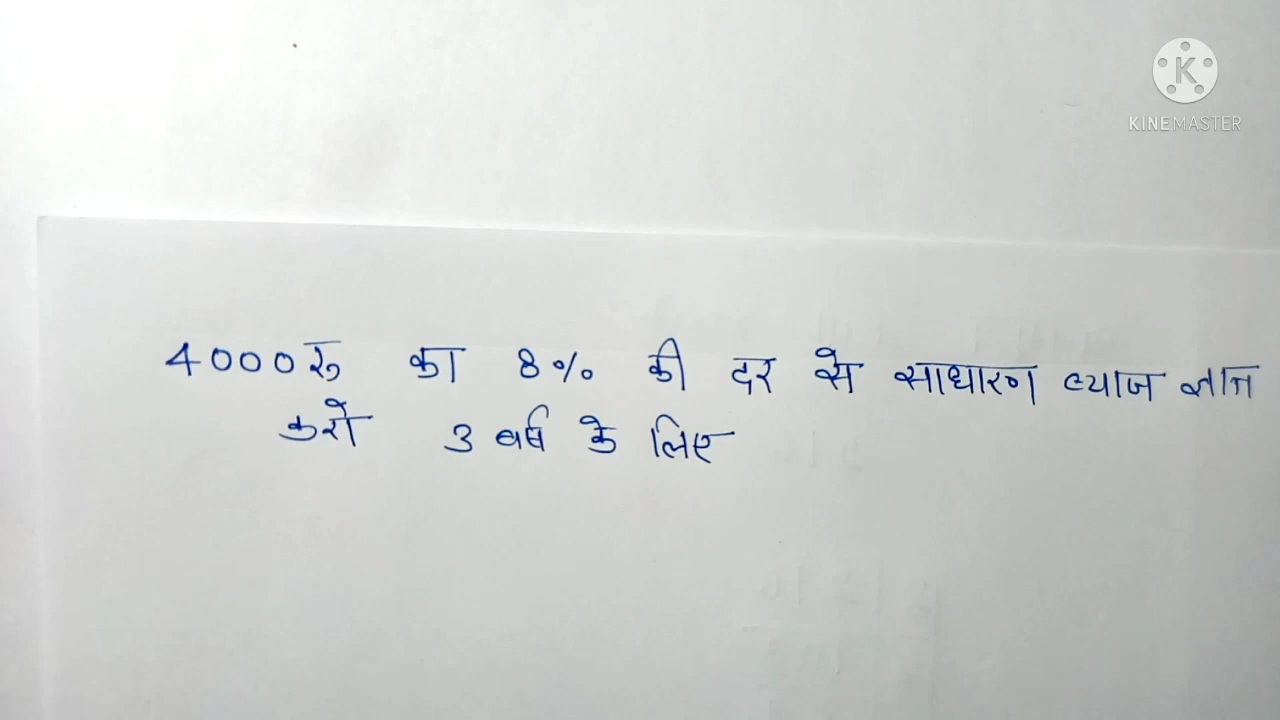 K
KINEMASTER
4000रु का 8% की दर से साधारण ब्याज ज्ञात
करो 3 वर्ष के लिए